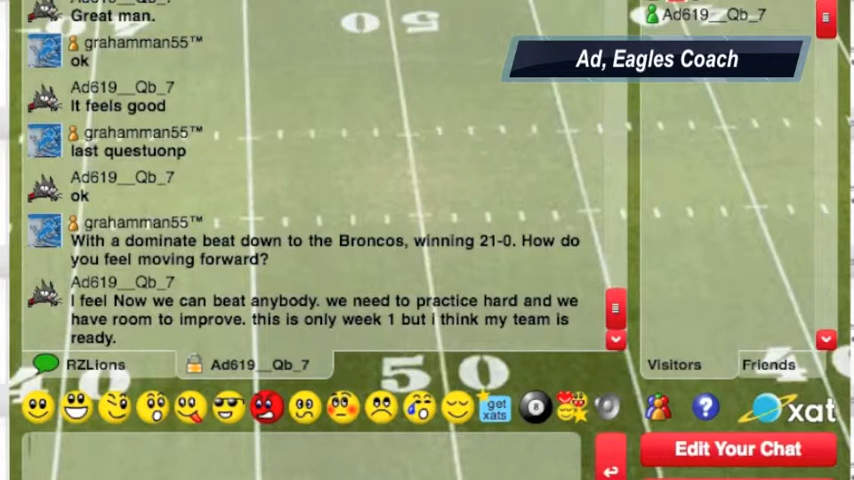 Great man.
Ad619__Qb_7
grahamman55™
ok
Ad, Eagles Coach
Ad619__Qb_7
It feels good
grahamman55™
last questuonp
Ad619__Qb_7
ok
grahamman55™
With a dominate beat down to the Broncos, winning 21-0. How do
you feel moving forward?
Ad619__Qb_7
I feel Now we can beat anybody. we need to practice hard and we
have room to improve. this is only week 1 but i think my team is
ready.
RZLions
Ad619__Qb_7
Visitors
Friends
50
50
get
xats
8
?
xat
Edit Your Chat